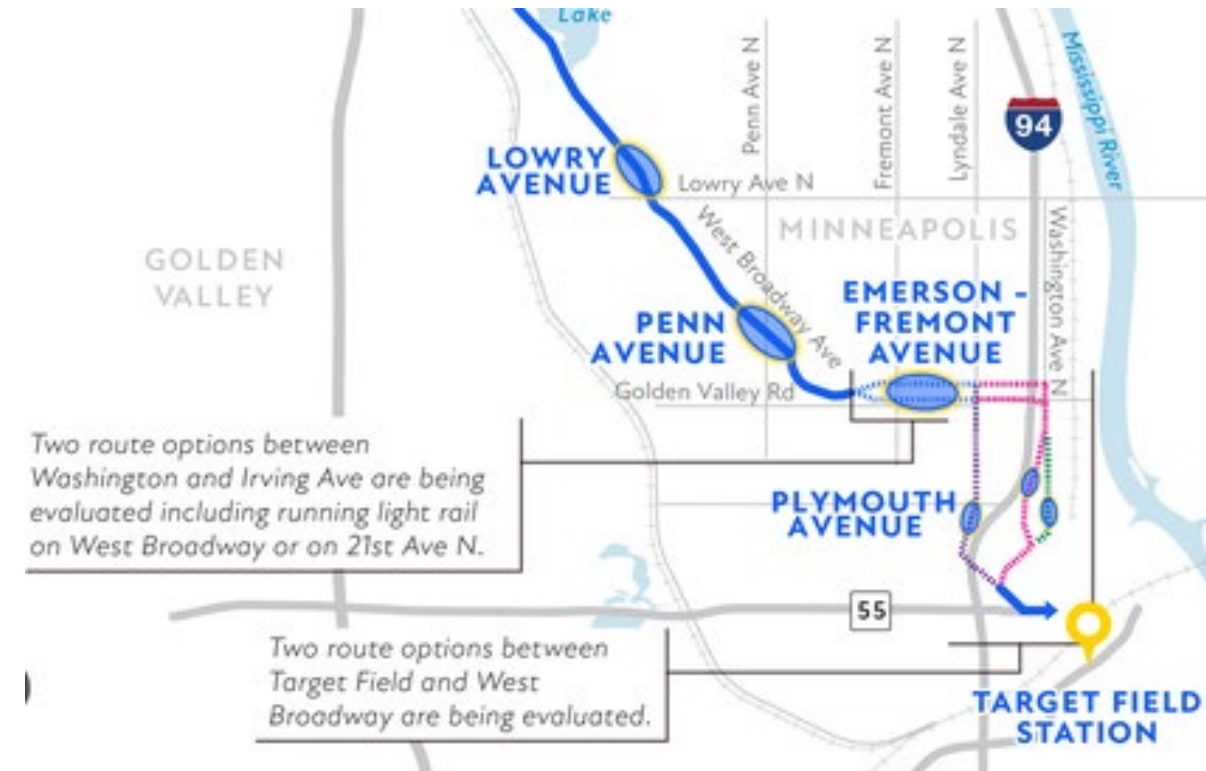 Lake
Mississippi River
Penn Ave N
Fremont Ave N
Lyndale Ave N
94
LOWRY
AVENUE
Lowry Ave N
West Broadway Ave
MINNEAPOLIS
Washington Ave N
GOLDEN
VALLEY
EMERSON -
FREMONT
AVENUE
PENN
AVENUE
Golden Valley Rd
Two route options between
Washington and Irving Ave are being
evaluated including running light rail
on West Broadway or on 21st Ave N.
PLYMOUTH
AVENUE
55
Two route options between
Target Field and West
Broadway are being evaluated.
TARGET FIELD
STATION